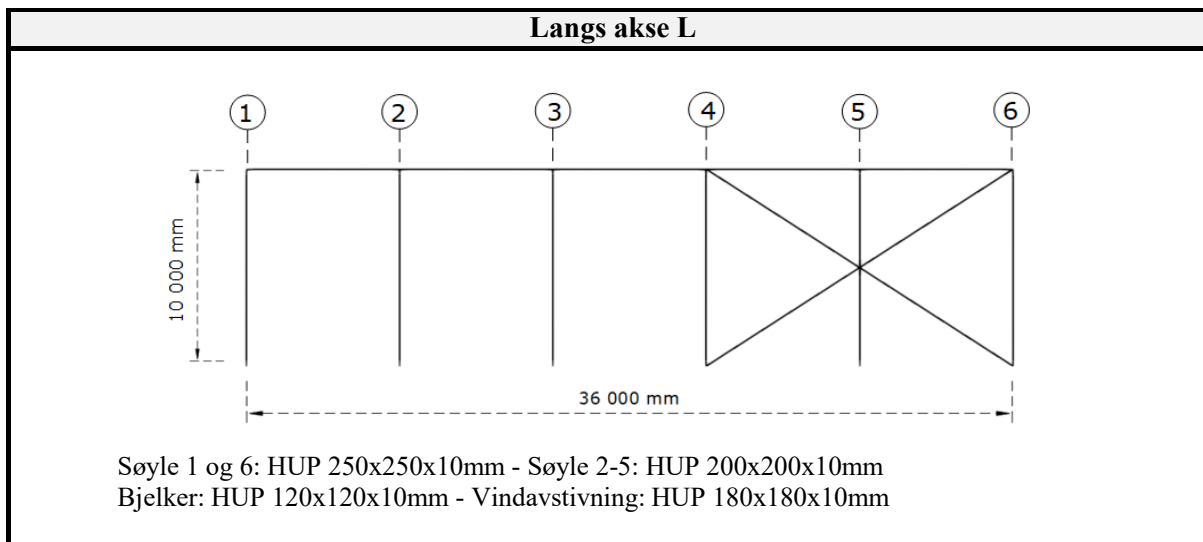 Langs akse L
1 2 3 4 5 6
10 000 mm
36 000 mm
Søyle 1 og 6: HUP 250x250x10mm - Søyle 2-5: HUP 200x200x10mm
Bjelker: HUP 120x120x10mm - Vindavstivning: HUP 180x180x10mm